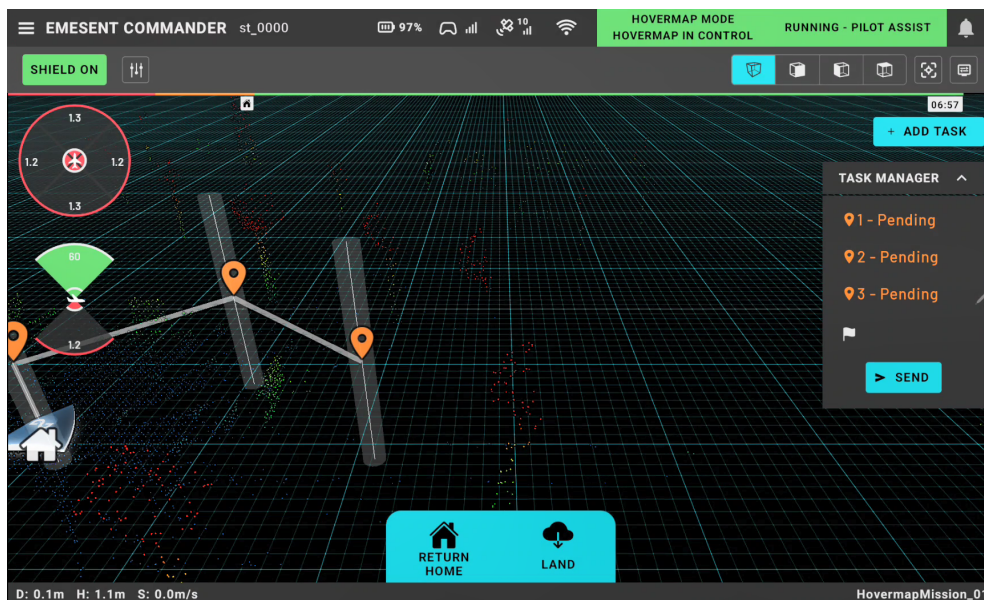 EMESENT COMMANDER st_0000 97% 10 HOVERMAP MODE
HOVERMAP IN CONTROL RUNNING - PILOT ASSIST
SHIELD ON
06:57
+ ADD TASK
1.3
1.2 1.2
1.3
60
1.2
TASK MANAGER
1 - Pending
2 - Pending
3 - Pending
SEND
RETURN
HOME
LAND
D: 0.1m H: 1.1m S: 0.0m/s HovermapMission_01